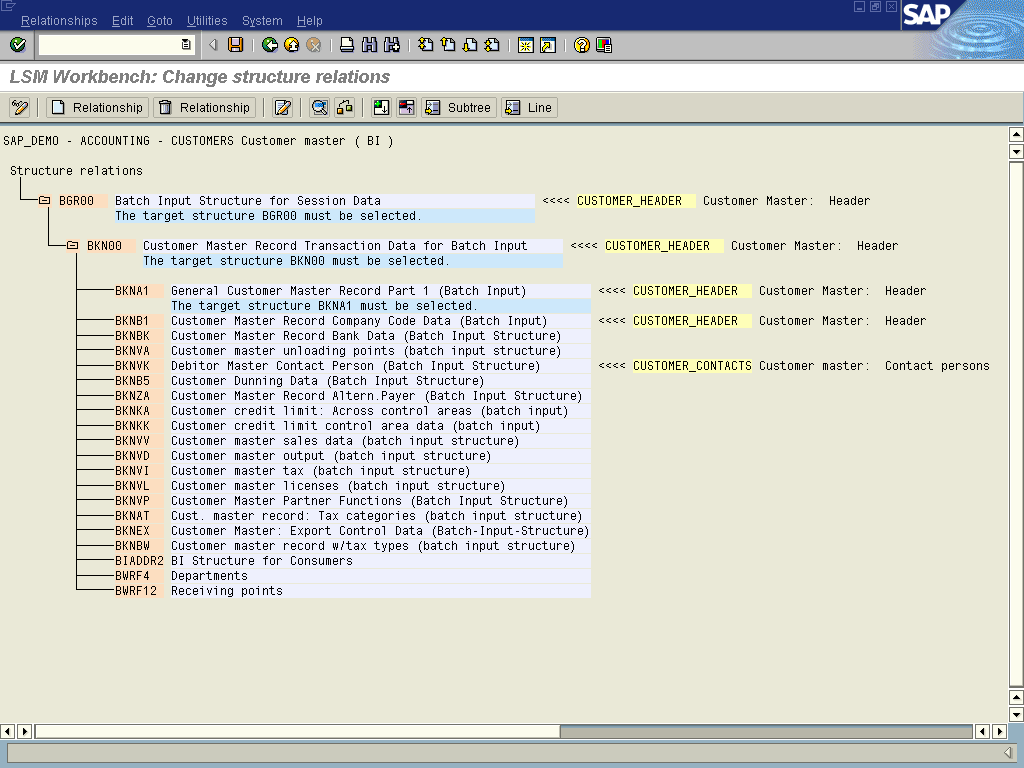 Relationships Edit Goto Utilities System Help
SAP
LSM Workbench: Change structure relations
Relationship Relationship Subtree Line
SAP_DEMO - ACCOUNTING - CUSTOMERS Customer master ( BI )
Structure relations
BGR00 Batch Input Structure for Session Data <<<< CUSTOMER_HEADER Customer Master: Header
The target structure BGR00 must be selected.
BKN00 Customer Master Record Transaction Data for Batch Input <<<< CUSTOMER_HEADER Customer Master: Header
The target structure BKN00 must be selected.
BKNA1 General Customer Master Record Part 1 (Batch Input) <<<< CUSTOMER_HEADER Customer Master: Header
The target structure BKNA1 must be selected.
BKNB1 Customer Master Record Company Code Data (Batch Input) <<<< CUSTOMER_HEADER Customer Master: Header
BKNBK Customer Master Record Bank Data (Batch Input Structure)
BKNVA Customer master unloading points (batch input structure)
BKNVK Debitor Master Contact Person (Batch Input Structure) <<<< CUSTOMER_CONTACTS Customer master: Contact persons
BKNB5 Customer Dunning Data (Batch Input Structure)
BKNZA Customer Master Record Altern.Payer (Batch Input Structure)
BKNKA Customer credit limit: Across control areas (batch input)
BKNKK Customer credit limit control area data (batch input)
BKNVV Customer master sales data (batch input structure)
BKNVD Customer master output (batch input structure)
BKNVI Customer master tax (batch input structure)
BKNVL Customer master licenses (batch input structure)
BKNVP Customer Master Partner Functions (Batch Input Structure)
BKNAT Cust. master record: Tax categories (batch input structure)
BKNEX Customer Master: Export Control Data (Batch-Input-Structure)
BKNBW Customer master record w/tax types (batch input structure)
BIADDR2 BI Structure for Consumers
BWRF4 Departments
BWRF12 Receiving points